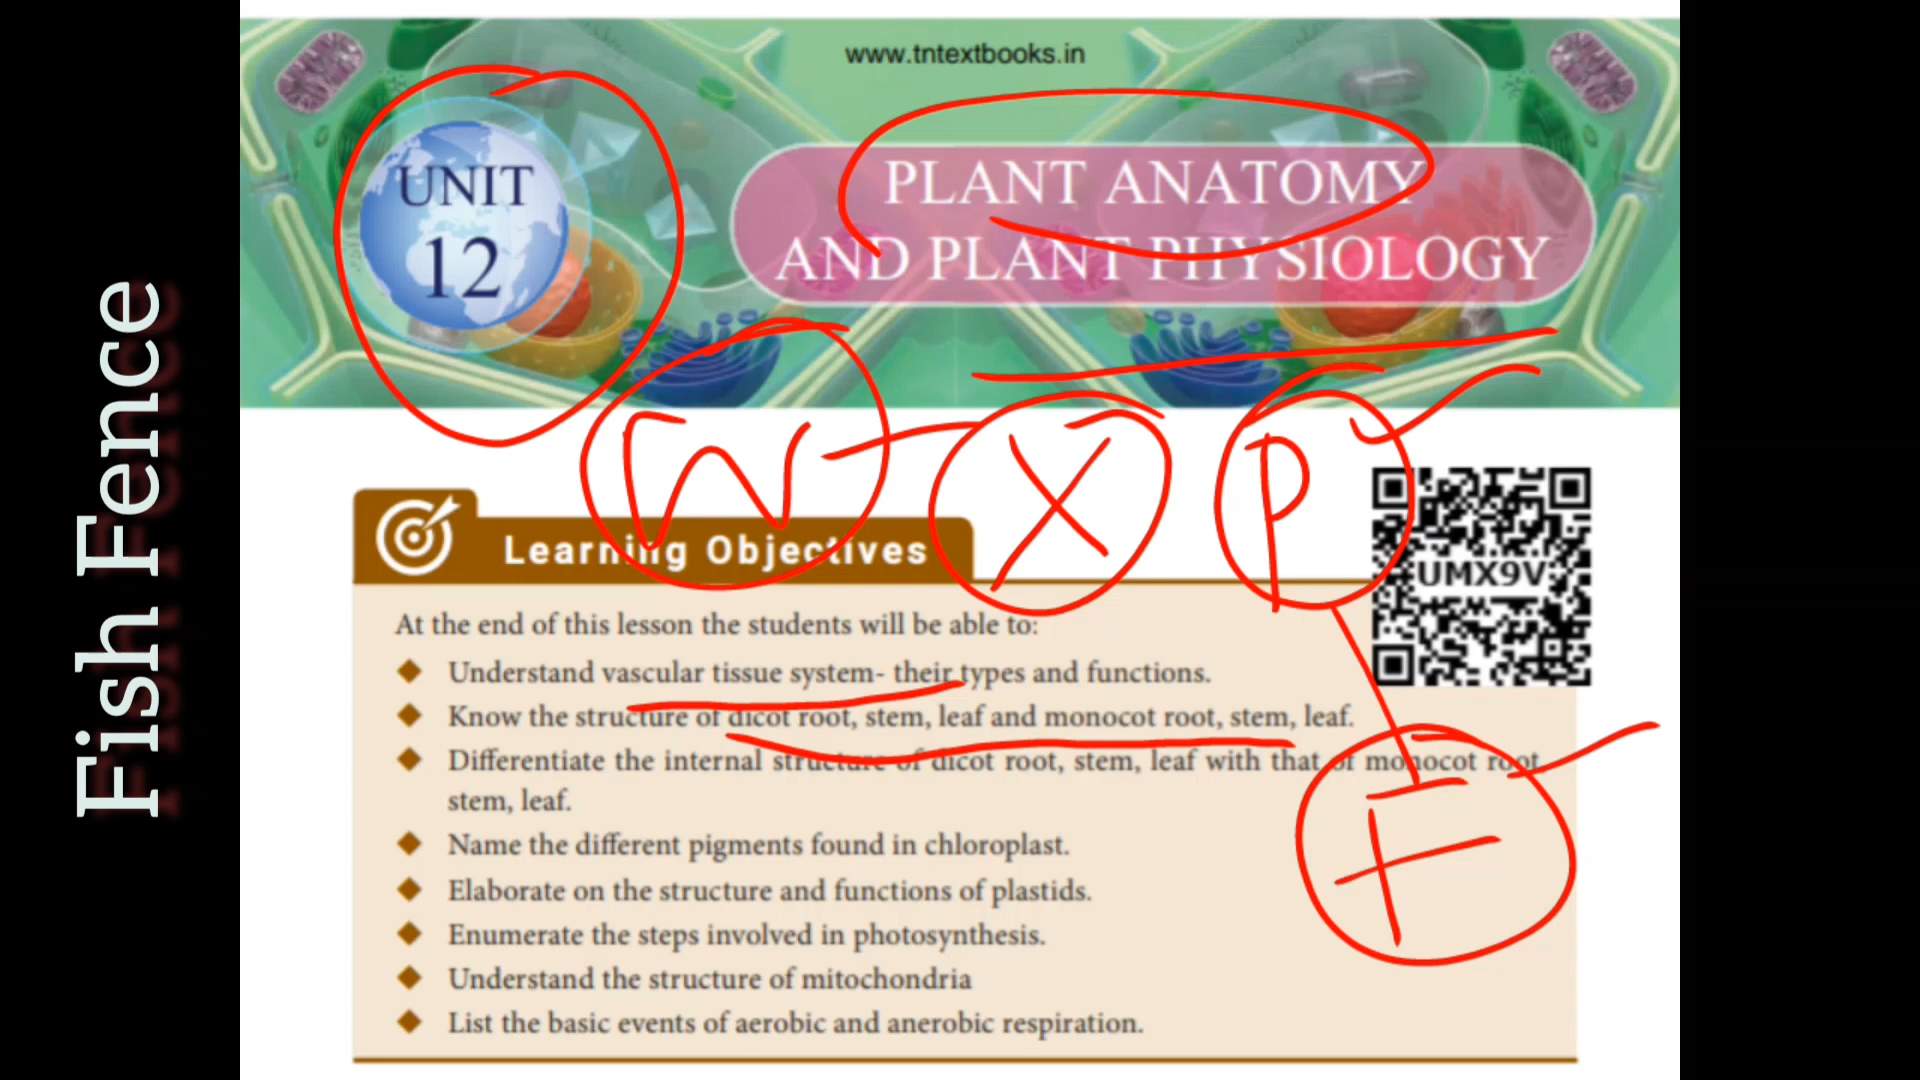 Fish Fence
www.tntextbooks.in
UNIT
12
PLANT ANATOMY
AND PLANT PHYSIOLOGY
W X P
UMX9V
Learning Objectives
At the end of this lesson the students will be able to:
Understand vascular tissue system- their types and functions.
Know the structure of dicot root, stem, leaf and monocot root, stem, leaf.
Differentiate the internal structure of dicot root, stem, leaf with that of monocot root,
stem, leaf.
F
Name the different pigments found in chloroplast.
Elaborate on the structure and functions of plastids.
Enumerate the steps involved in photosynthesis.
Understand the structure of mitochondria
List the basic events of aerobic and anerobic respiration.